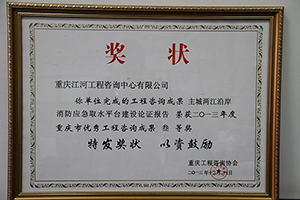 奖状
重庆江河工程咨询中心有限公司
你单位完成的工程咨询成果 主城两江沿岸
消防应急取水平台建设论证报告 荣获二〇一三年度
重庆市优秀工程咨询成果 叁 等奖
特发奖状 以资鼓励
重庆工程咨询协会